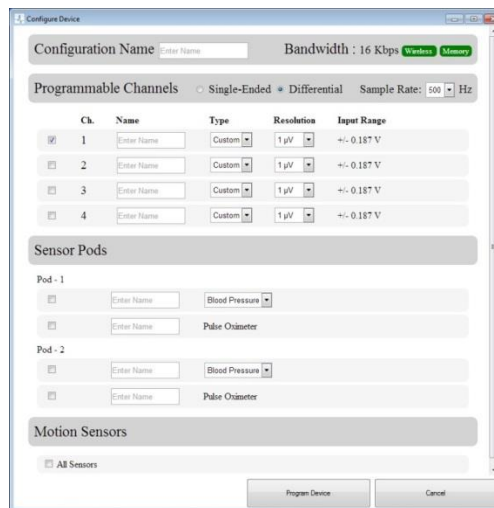 Configure Device
Configuration Name Enter Name Bandwidth : 16 Kbps Wireless Memory
Programmable Channels Single-Ended Differential Sample Rate: 500 Hz
Ch. Name Type Resolution Input Range
1 Enter Name Custom 1 µV +/- 0.187 V
2 Enter Name Custom 1 µV +/- 0.187 V
3 Enter Name Custom 1 µV +/- 0.187 V
4 Enter Name Custom 1 µV +/- 0.187 V
Sensor Pods
Pod - 1
Enter Name Blood Pressure
Enter Name Pulse Oximeter
Pod - 2
Enter Name Blood Pressure
Enter Name Pulse Oximeter
Motion Sensors
All Sensors
Program Device Cancel